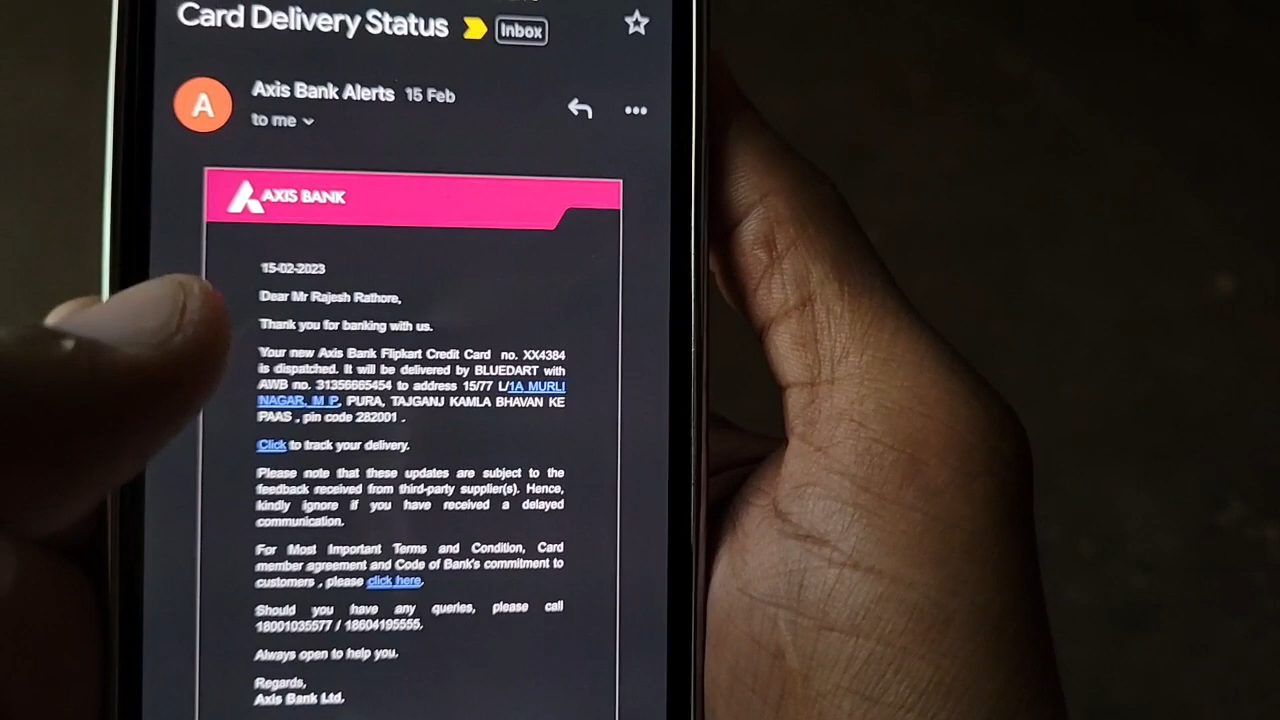 Card Delivery Status Inbox
A
Axis Bank Alerts 15 Feb
to me
AXIS BANK
15-02-2023
Dear Mr Rajesh Rathore,
Thank you for banking with us.
Your new Axis Bank Flipkart Credit Card no. XX4384
is dispatched. It will be delivered by BLUEDART with
AWB no. 31356665454 to address 15/77 L/1A MURLI
NAGAR, M P, PURA, TAJGANJ KAMLA BHAVAN KE
PAAS , pin code 282001 .
Click to track your delivery.
Please note that these updates are subject to the
feedback received from third-party supplier(s). Hence,
kindly ignore if you have received a delayed
communication.
For Most Important Terms and Condition, Card
member agreement and Code of Bank's commitment to
customers , please click here.
Should you have any queries, please call
18001035577 / 18604195555.
Always open to help you.
Regards,
Axis Bank Ltd.